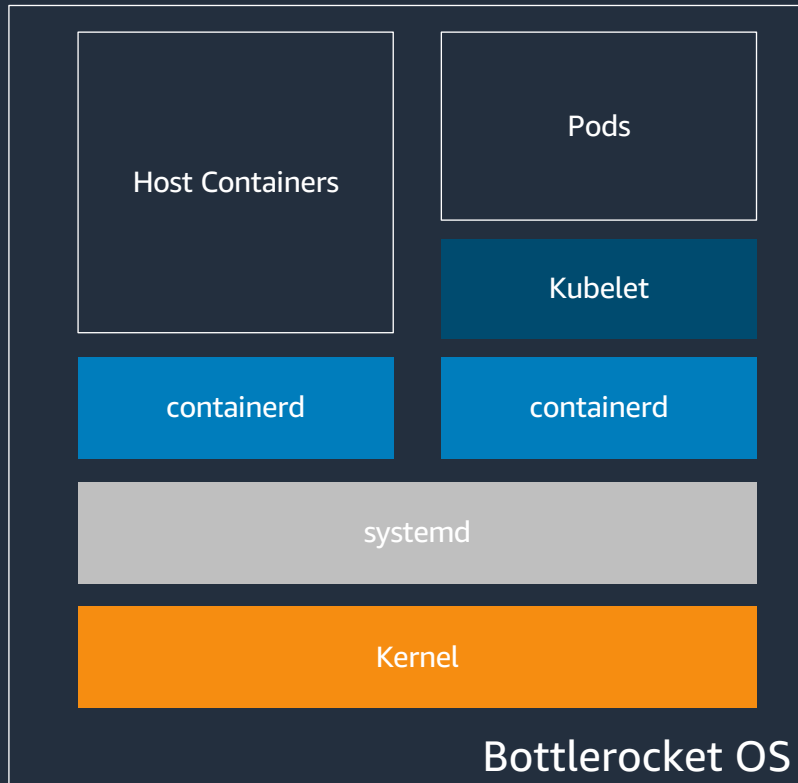 Host Containers
Pods
Kubelet
containerd
containerd
systemd
Kernel
Bottlerocket OS